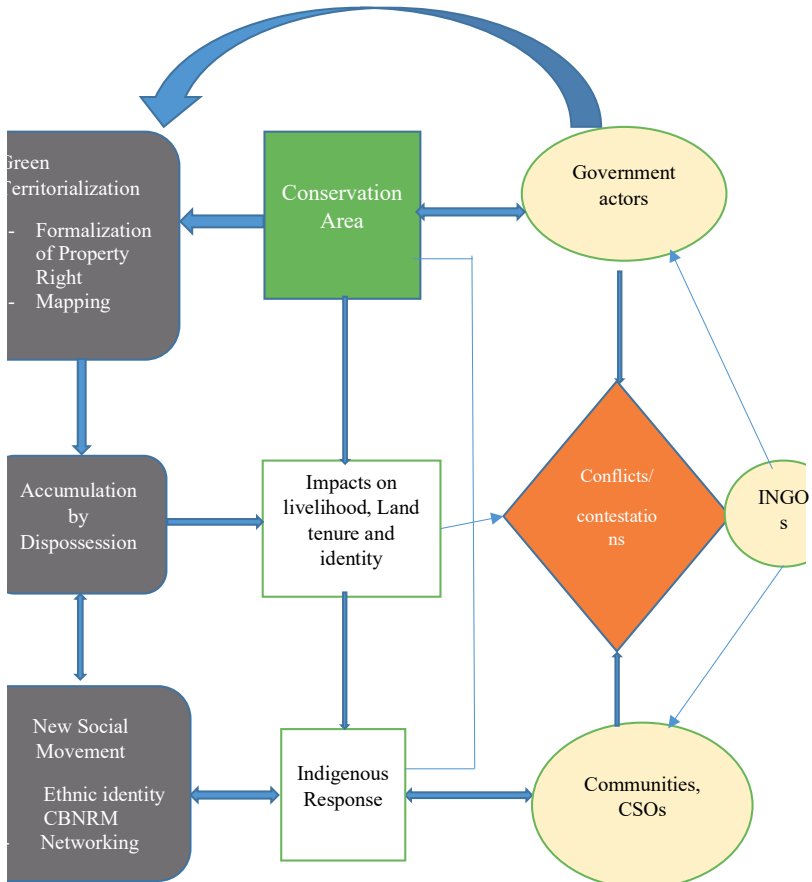 Green
Territorialization
- Formalization
of Property
Right
- Mapping
Conservation
Area
Government
actors
Accumulation
by
Dispossession
Impacts on
livelihood, Land
tenure and
identity
Conflicts/
contestatio
ns
INGO
s
New Social
Movement
Ethnic identity
CBNRM
- Networking
Indigenous
Response
Communities,
CSOs